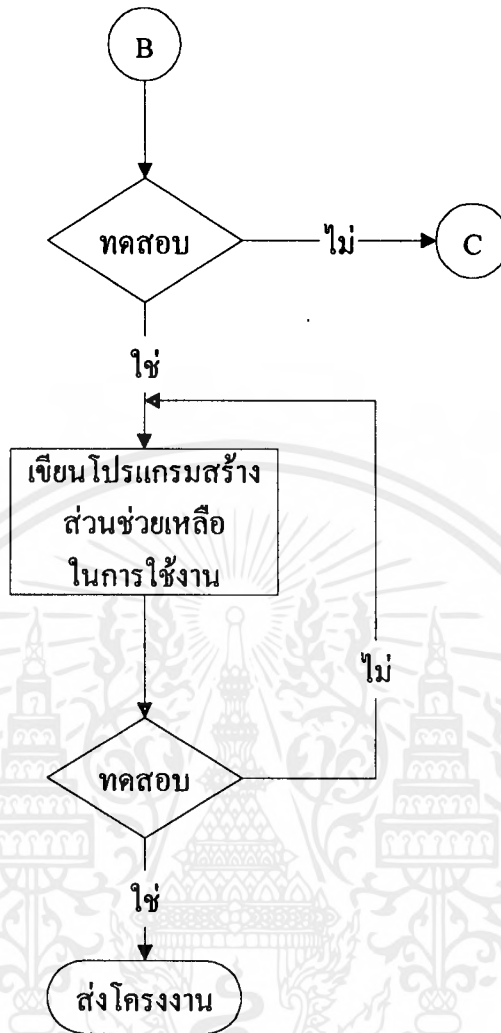 B
ทดสอบ
ไม่
C
ใช่
เขียนโปรแกรมสร้าง
ส่วนช่วยเหลือ
ในการใช้งาน
ไม่
ทดสอบ
ใช่
ส่งโครงงาน